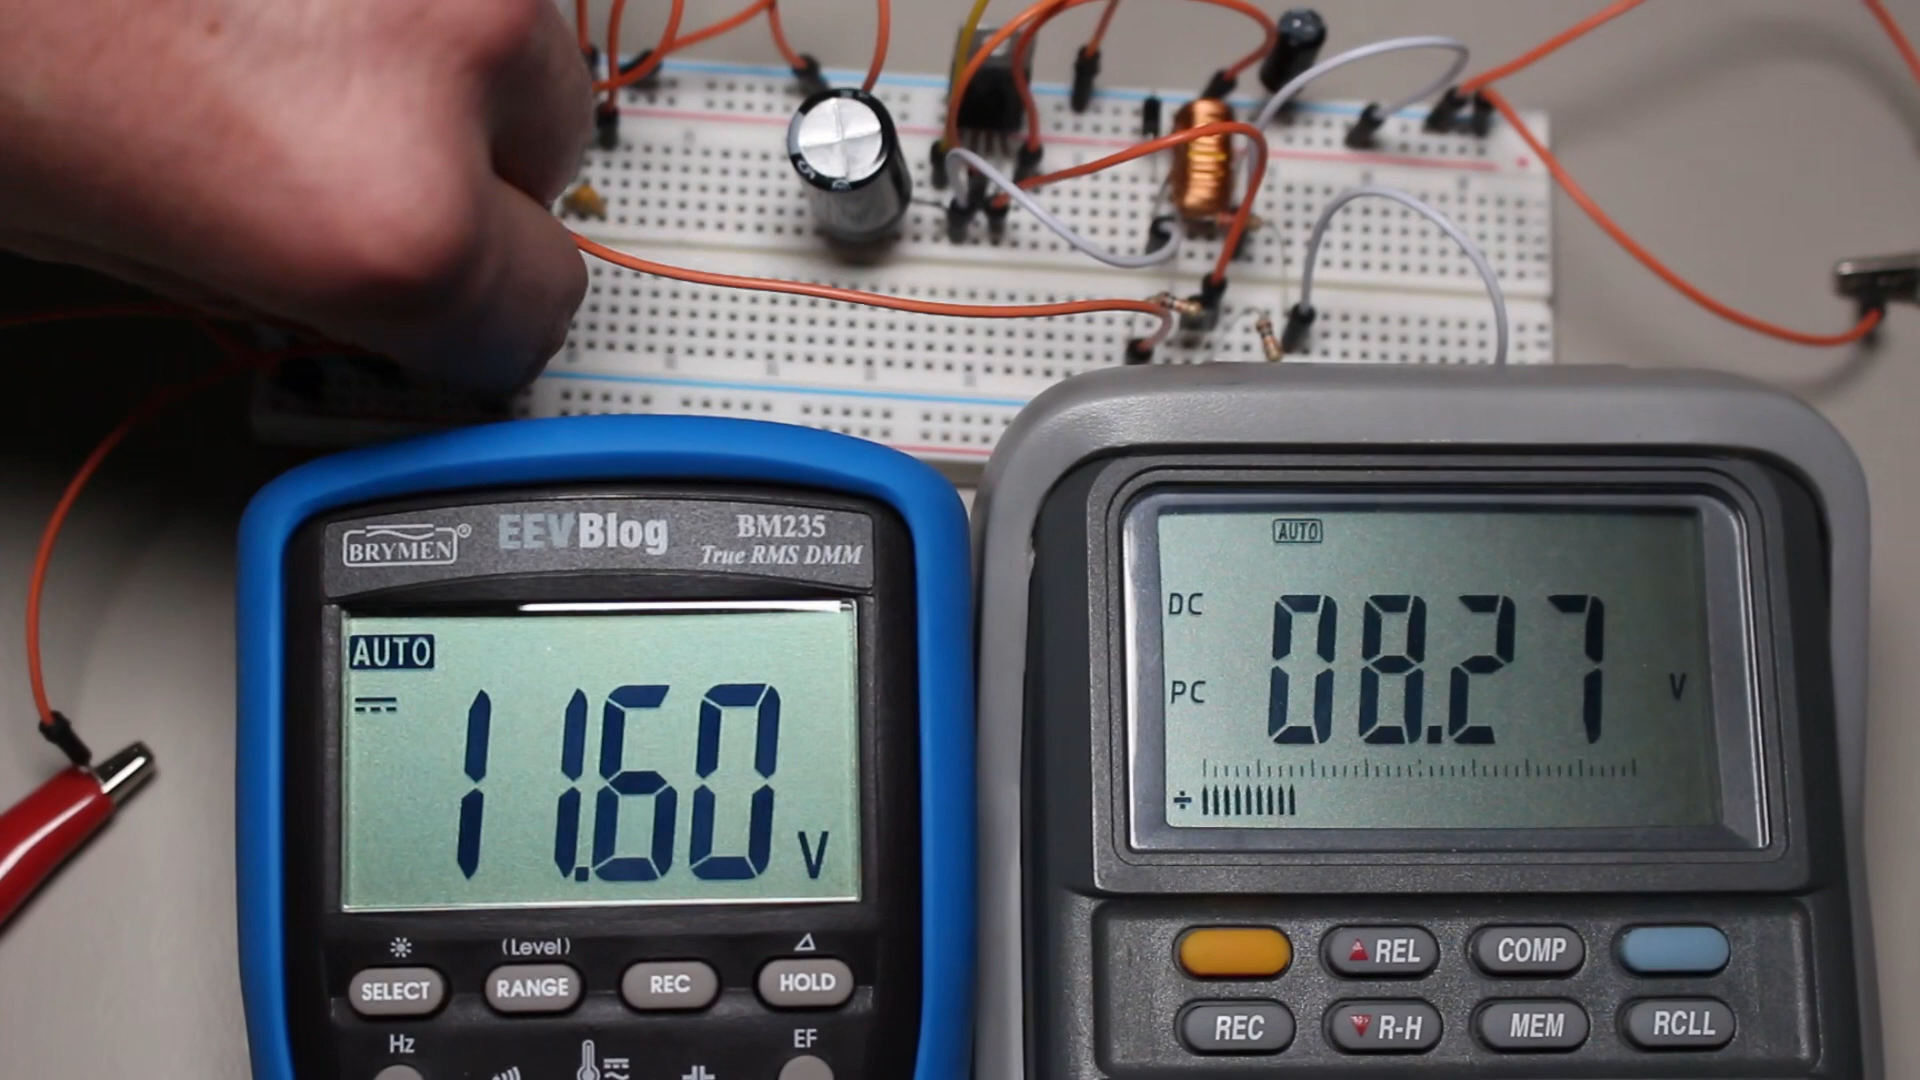 BRYMEN®
EEVBlog
BM235
True RMS DMM
AUTO
11.60 V
(Level)
SELECT
RANGE
REC
HOLD
Hz
EF
AUTO
DC
PC
08.27 V
REL
COMP
REC
R-H
MEM
RCLL